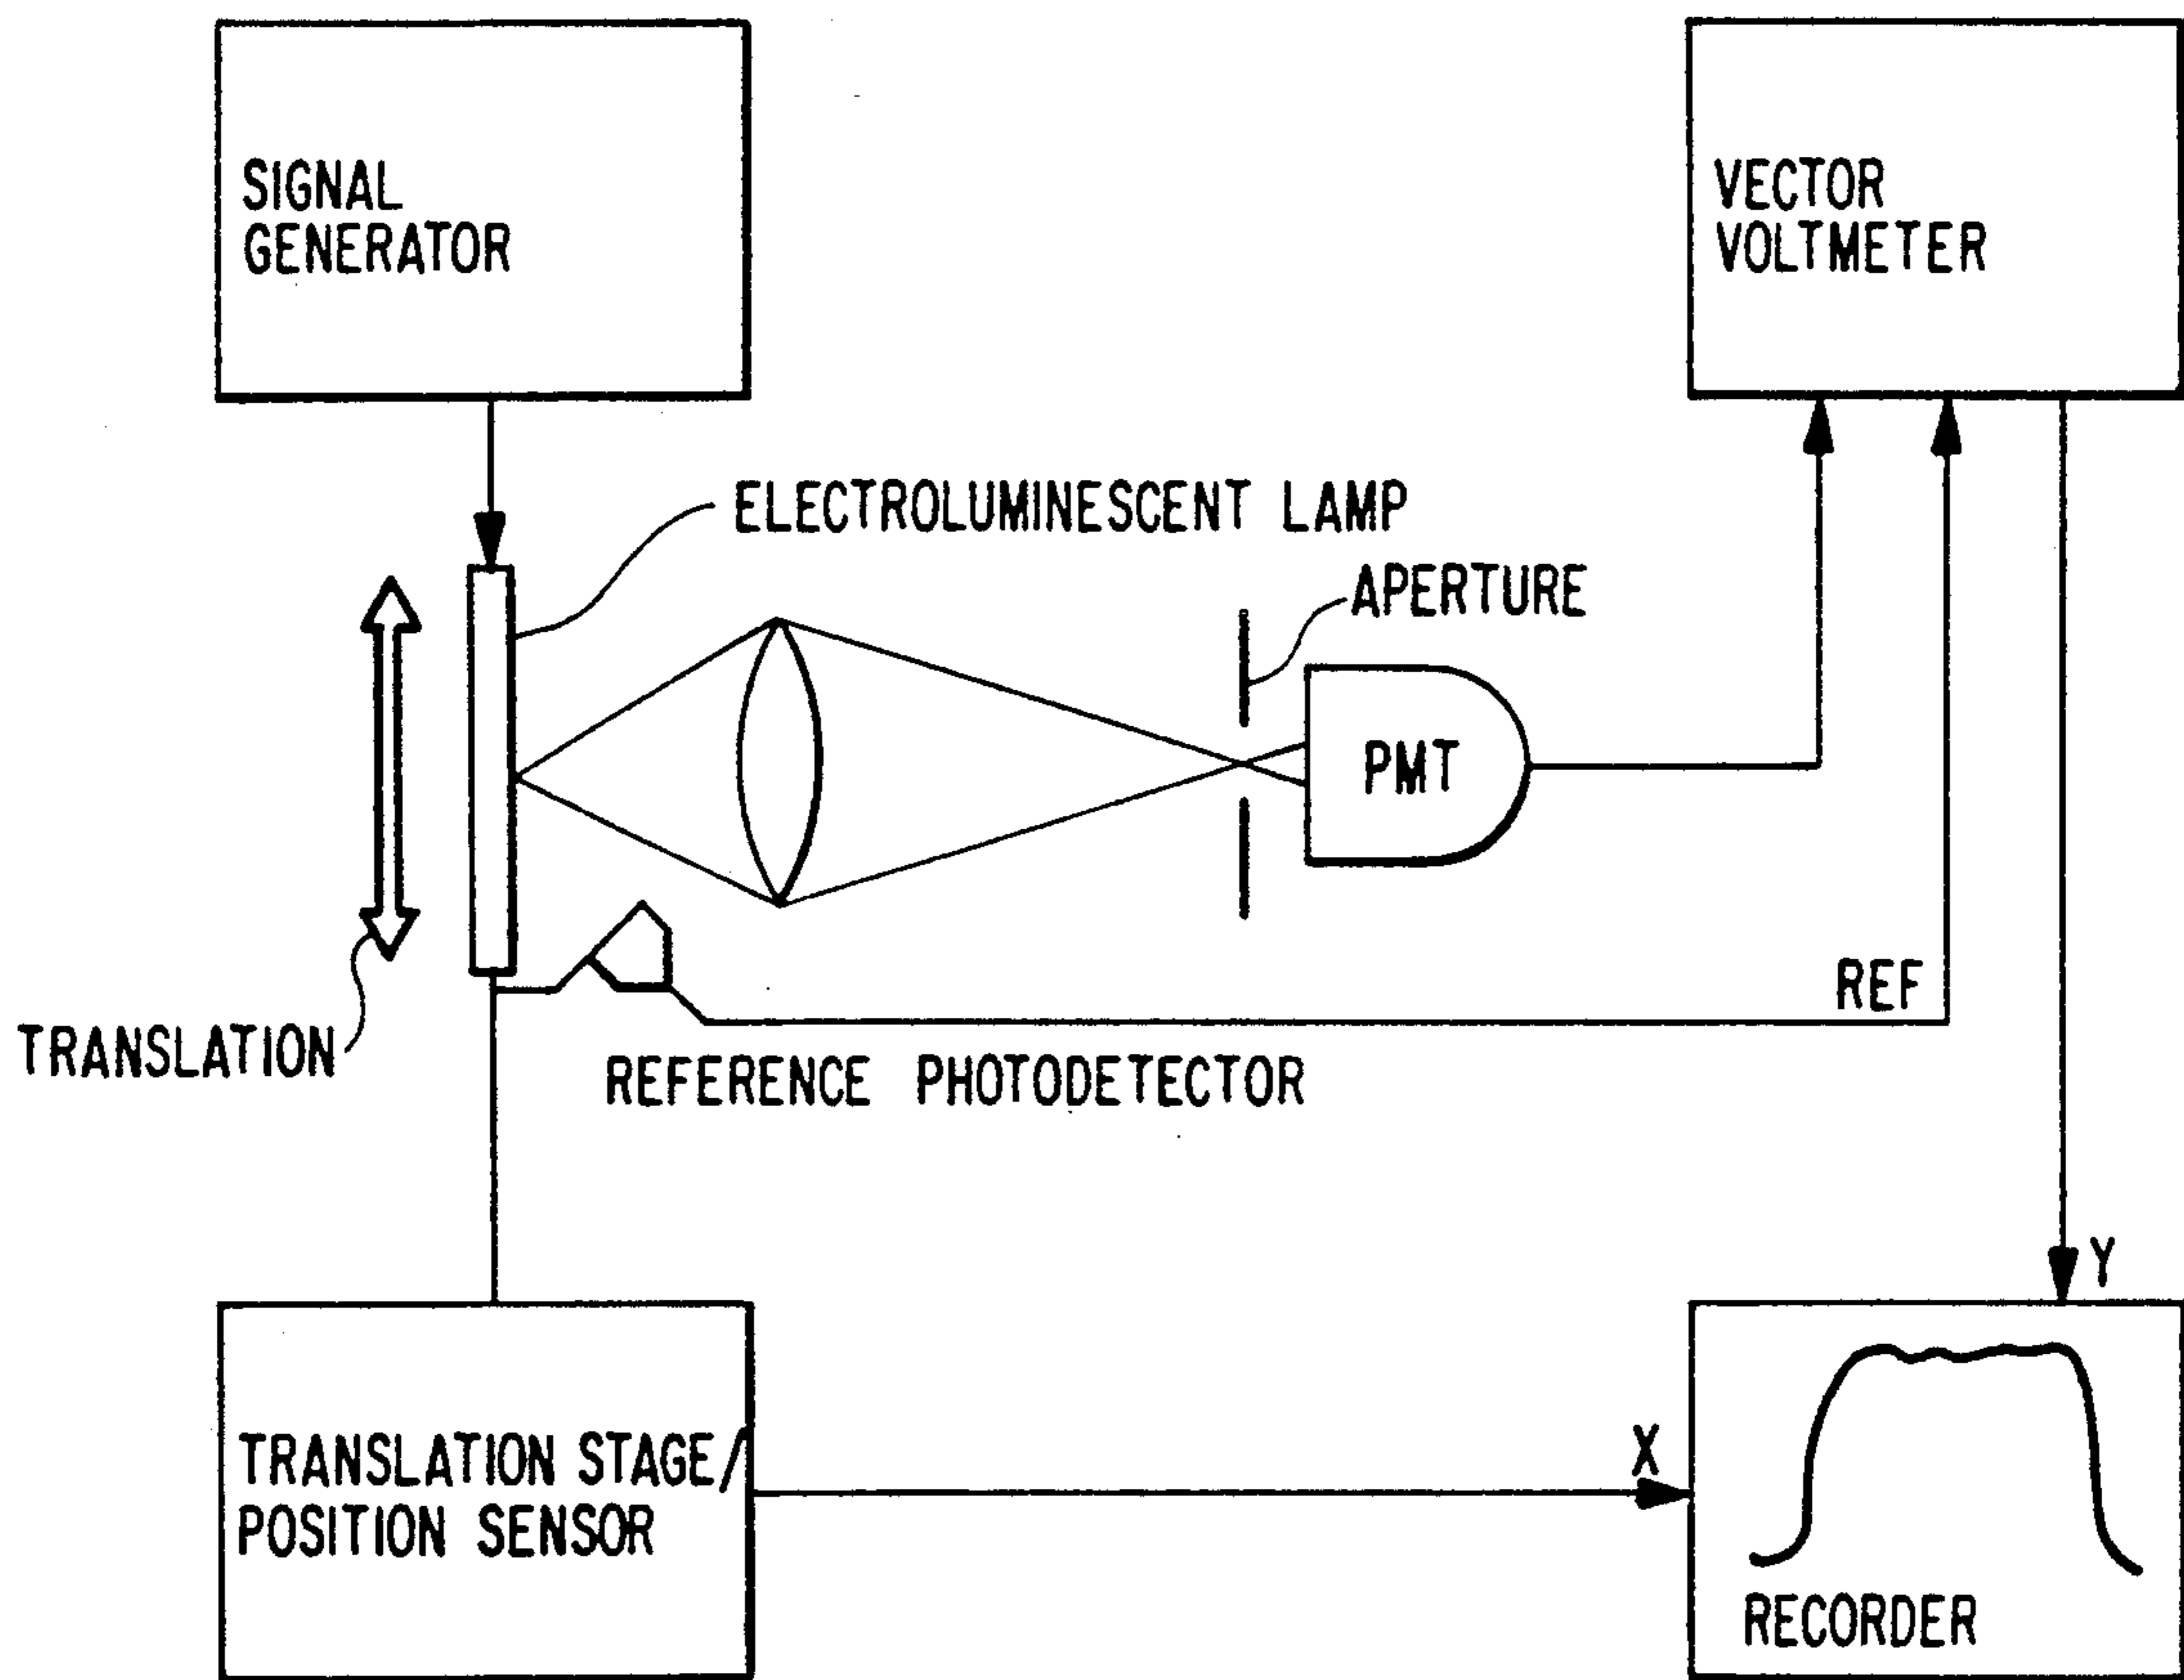 SIGNAL
GENERATOR
VECTOR
VOLTMETER
ELECTROLUMINESCENT LAMP
APERTURE
PMT
REF
TRANSLATION
REFERENCE PHOTODETECTOR
Y
X
TRANSLATION STAGE/
POSITION SENSOR
RECORDER